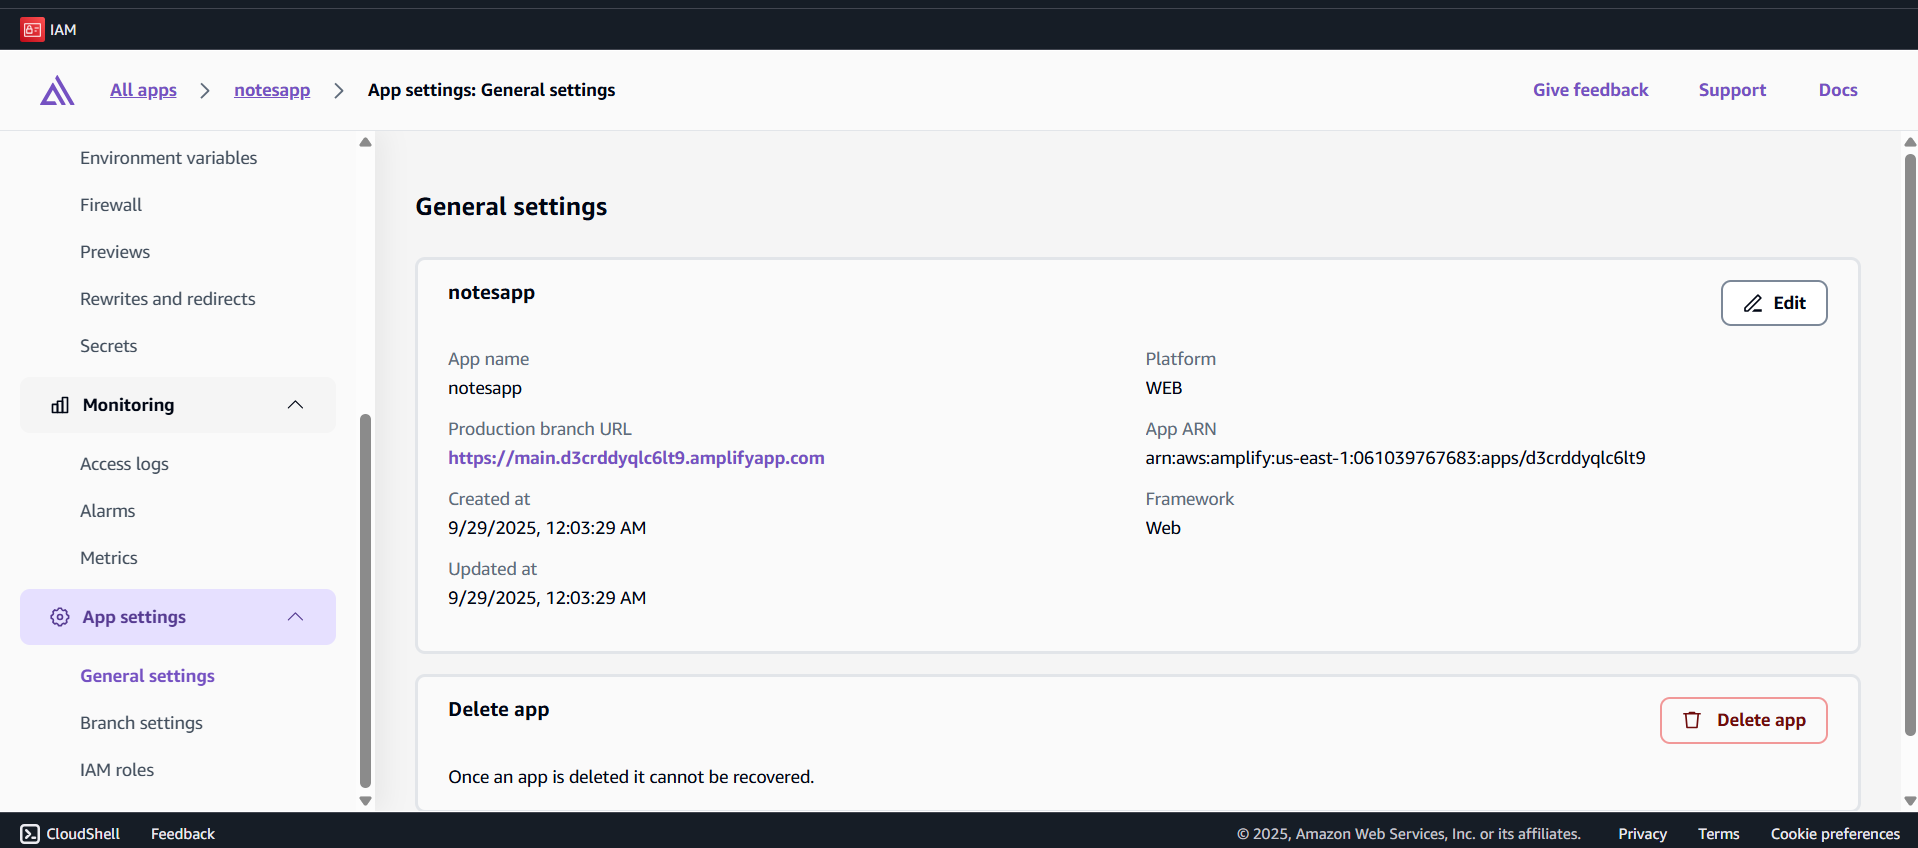 IAM
All apps > notesapp > App settings: General settings
Give feedback Support Docs
Environment variables
Firewall
Previews
Rewrites and redirects
Secrets
Monitoring
Access logs
Alarms
Metrics
App settings
General settings
Branch settings
IAM roles
General settings
notesapp
Edit
App name
notesapp
Platform
WEB
Production branch URL
https://main.d3crddyqlc6lt9.amplifyapp.com
App ARN
arn:aws:amplify:us-east-1:061039767683:apps/d3crddyqlc6lt9
Created at
9/29/2025, 12:03:29 AM
Framework
Web
Updated at
9/29/2025, 12:03:29 AM
Delete app
Delete app
Once an app is deleted it cannot be recovered.
CloudShell Feedback
© 2025, Amazon Web Services, Inc. or its affiliates. Privacy Terms Cookie preferences